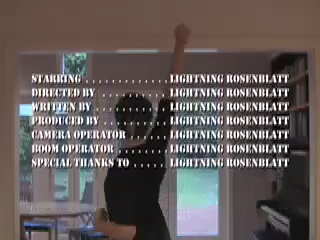 STARRING . . . . . . . . . . . . . LIGHTNING ROSENBLATT
DIRECTED BY . . . . . . . . . . LIGHTNING ROSENBLATT
WRITTEN BY . . . . . . . . . . . LIGHTNING ROSENBLATT
PRODUCED BY . . . . . . . . . LIGHTNING ROSENBLATT
CAMERA OPERATOR . . . . . . LIGHTNING ROSENBLATT
BOOM OPERATOR . . . . . . . . LIGHTNING ROSENBLATT
SPECIAL THANKS TO . . . . . LIGHTNING ROSENBLATT